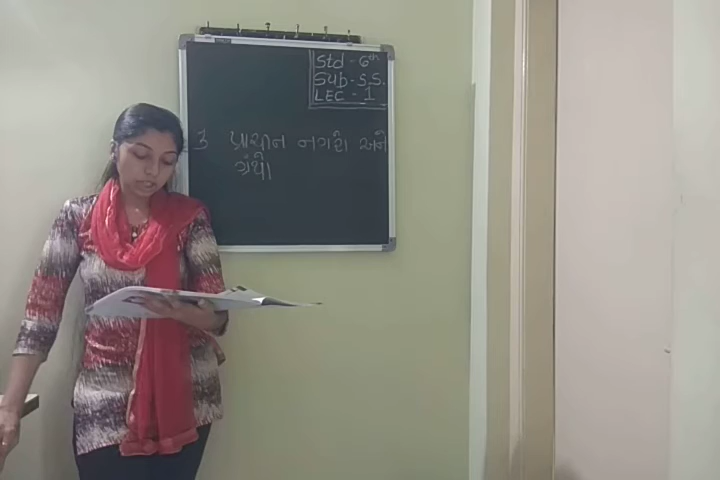 Std - 6th
Sub - S.S.
LEC - 1
3 પ્રાચીન નગરો અને
ગ્રંથો